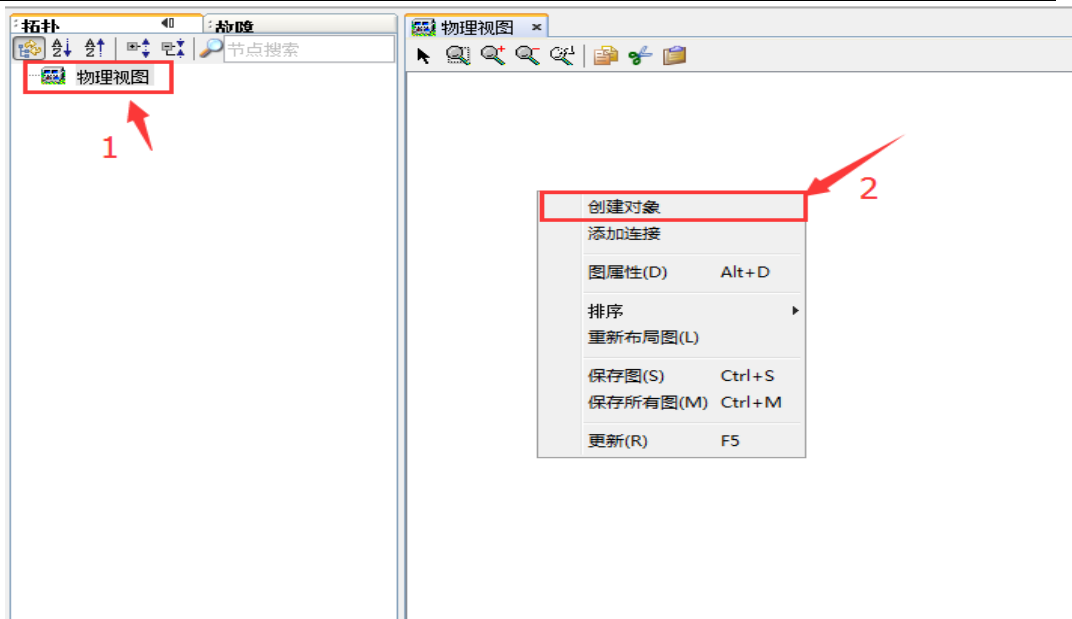 拓扑
故障
物理视图
节点搜索
物理视图
1
2
创建对象
添加连接
图属性(D) Alt+D
排序
重新布局图(L)
保存图(S) Ctrl+S
保存所有图(M) Ctrl+M
更新(R) F5